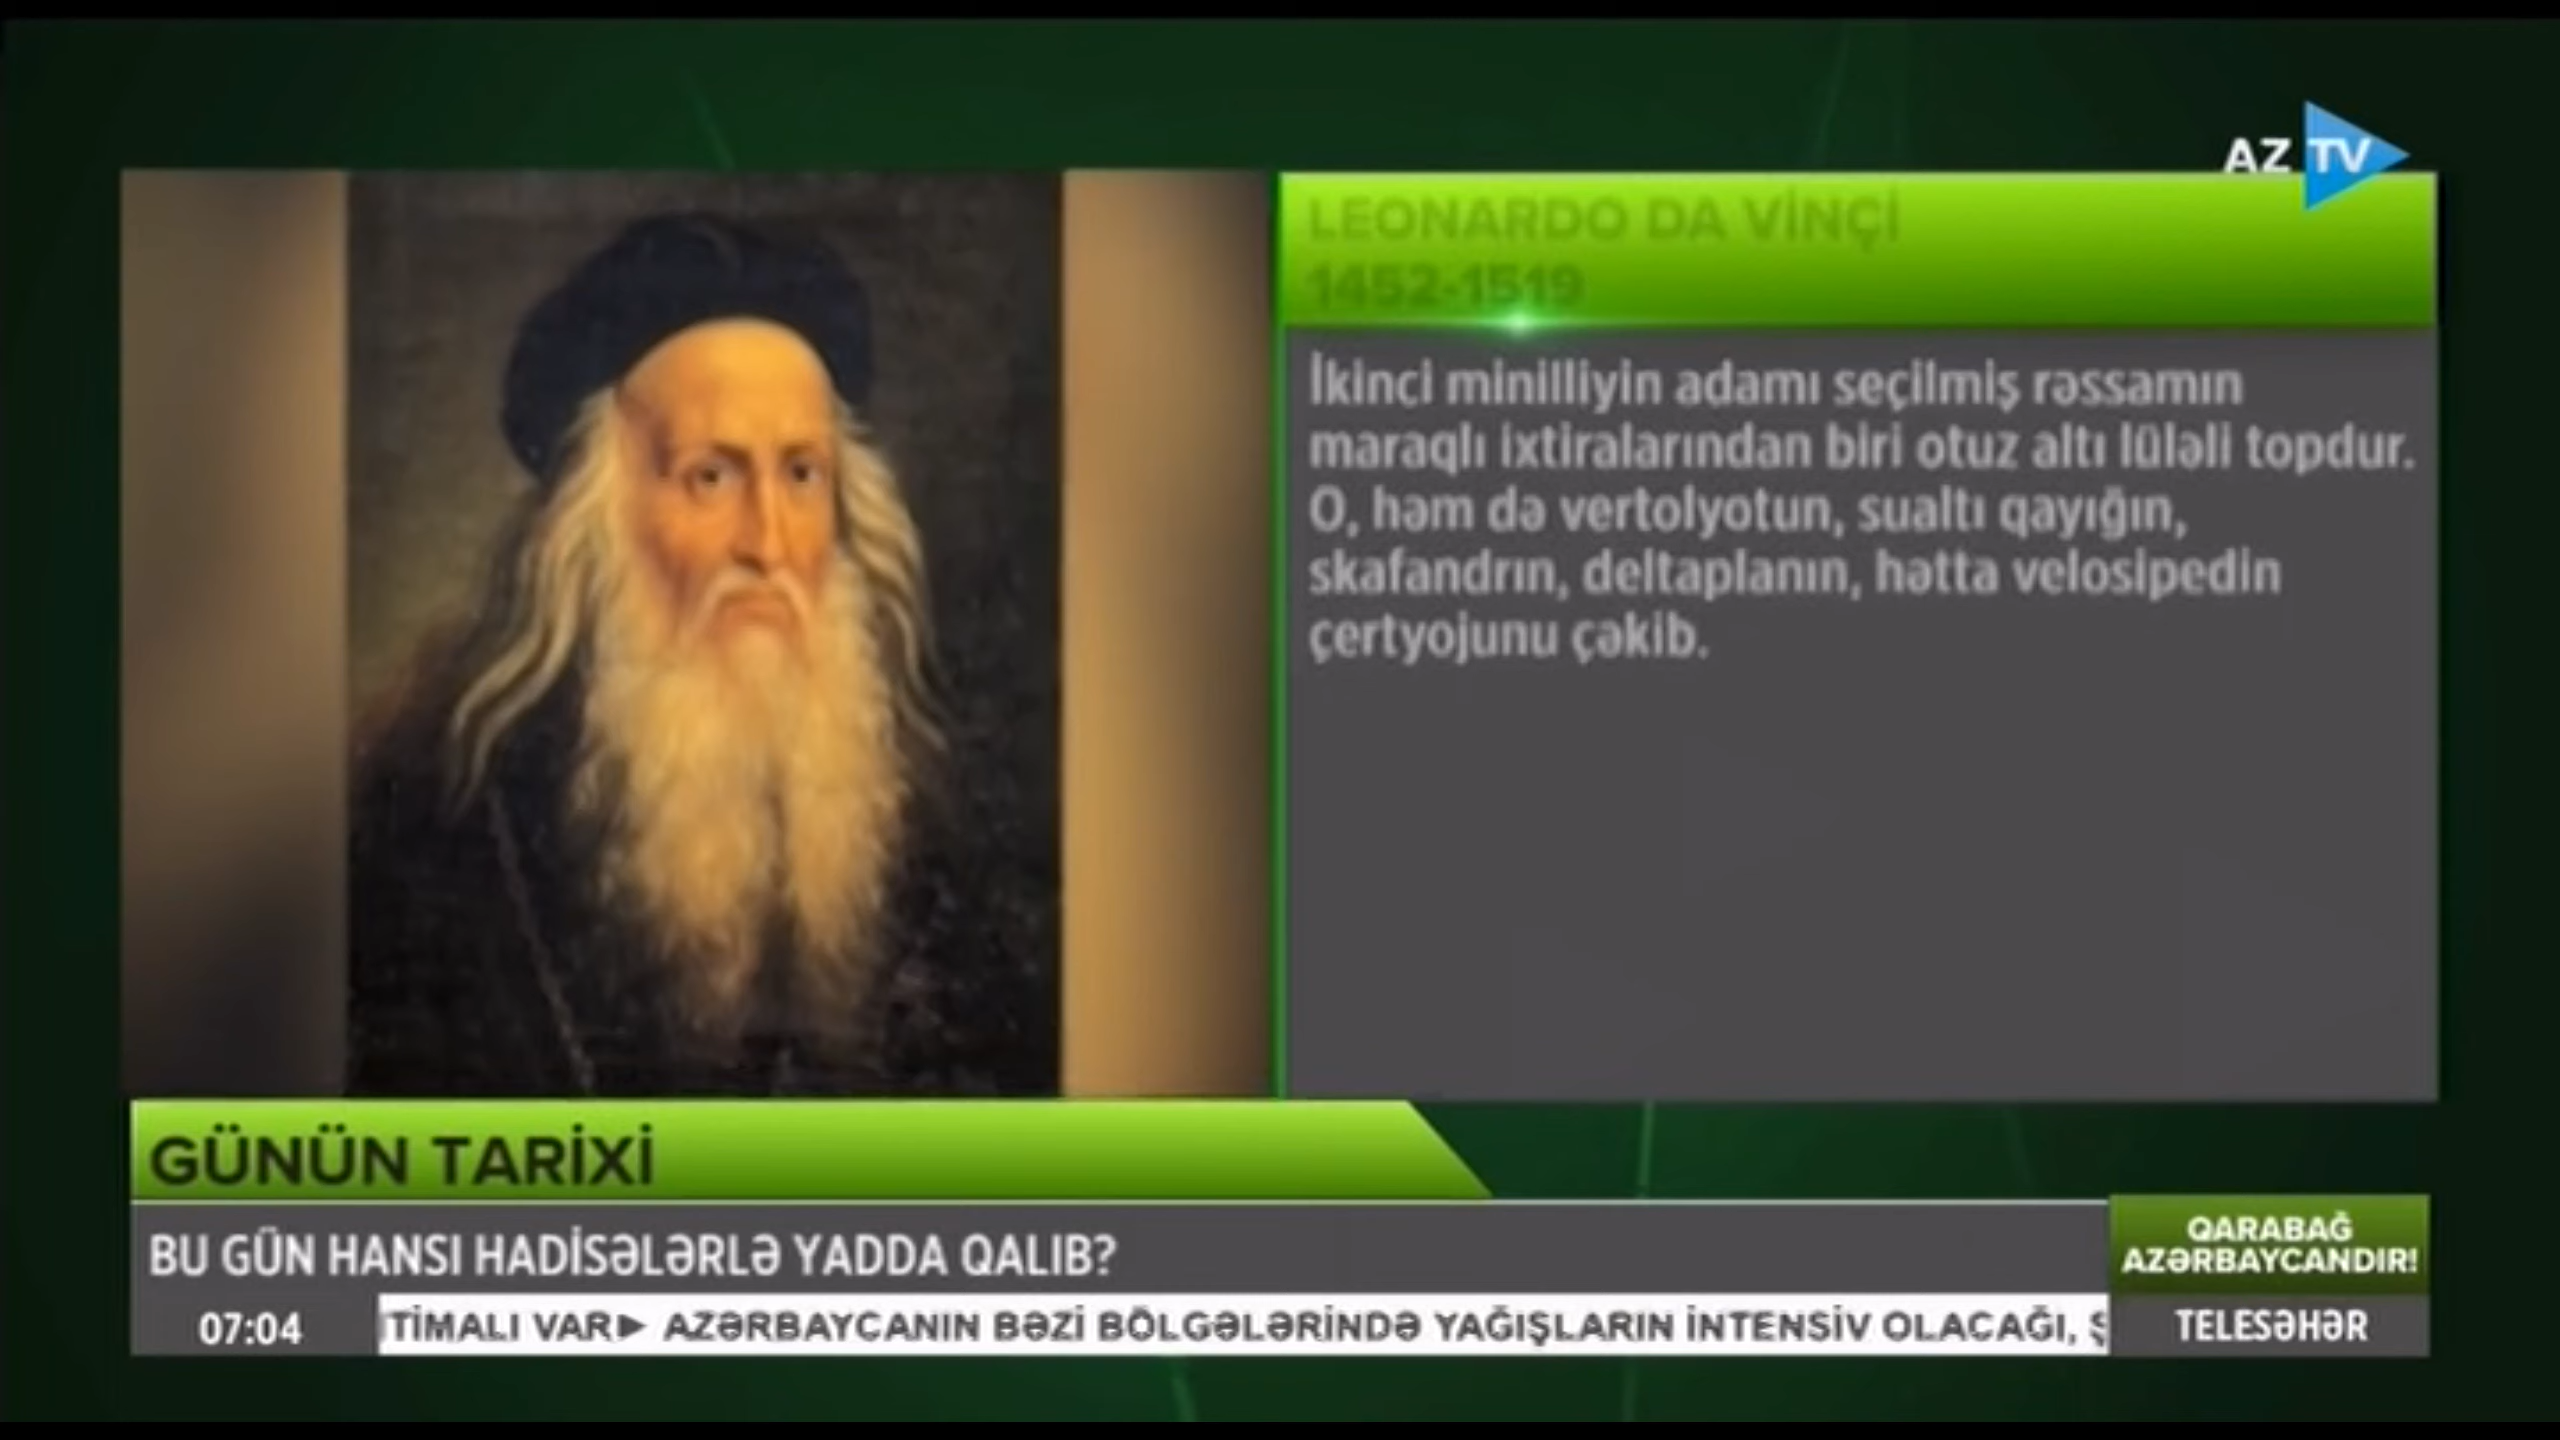 AZ TV
LEONARDO DA VİNÇİ
1452-1519
İkinci minilliyin adamı seçilmiş rəssamın
maraqlı ixtiralarından biri otuz altı lüləli topdur.
O, həm də vertolyotun, sualtı qayığın,
skafandrın, deltaplanın, hətta velosipedin
çertyojunu çəkib.
GÜNÜN TARİXİ
BU GÜN HANSI HADİSƏLƏRLƏ YADDA QALIB?
QARABAĞ
AZƏRBAYCANDIR!
07:04
TİMALI VAR▶ AZƏRBAYCANIN BƏZİ BÖLGƏLƏRİNDƏ YAĞIŞLARIN İNTENSİV OLACAĞI, Ş
TELESƏHƏR